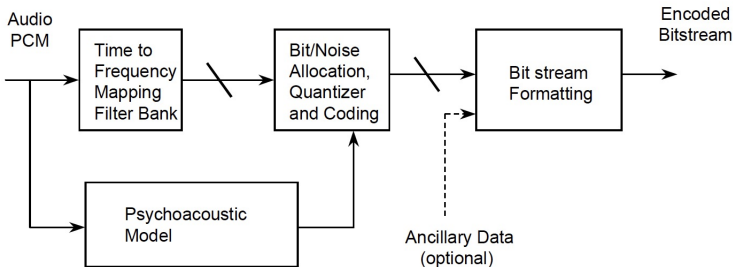 Audio
PCM
Time to
Frequency
Mapping
Filter Bank
Bit/Noise
Allocation,
Quantizer
and Coding
Bit stream
Formatting
Encoded
Bitstream
Psychoacoustic
Model
Ancillary Data
(optional)